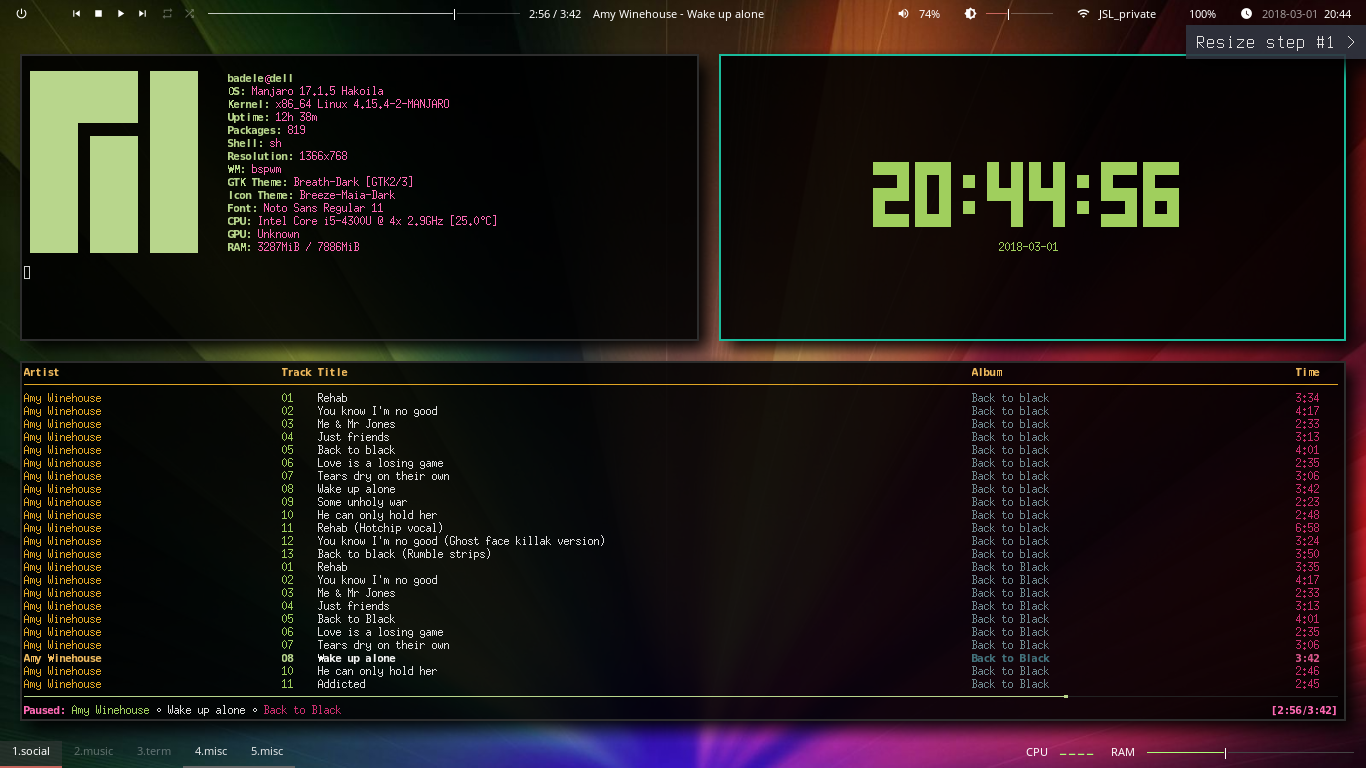 2:56 / 3:42 Amy Winehouse - Wake up alone 74% JSL_private 100% 2018-03-01 20:44
Resize step #1 >
badele@dell
OS: Manjaro 17.1.5 Hakoila
Kernel: x86_64 Linux 4.15.4-2-MANJARO
Uptime: 12h 38m
Packages: 819
Shell: sh
Resolution: 1366x768
WM: bspwm
GTK Theme: Breath-Dark [GTK2/3]
Icon Theme: Breeze-Maia-Dark
Font: Noto Sans Regular 11
CPU: Intel Core i5-4300U @ 4x 2.9GHz [25.0°C]
GPU: Unknown
RAM: 3287MiB / 7886MiB
20:44:56
2018-03-01
Artist Track Title Album Time
Amy Winehouse 01 Rehab Back to black 3:34
Amy Winehouse 02 You know I'm no good Back to black 4:17
Amy Winehouse 03 Me & Mr Jones Back to black 2:33
Amy Winehouse 04 Just friends Back to black 3:13
Amy Winehouse 05 Back to black Back to black 4:01
Amy Winehouse 06 Love is a losing game Back to black 2:35
Amy Winehouse 07 Tears dry on their own Back to black 3:06
Amy Winehouse 08 Wake up alone Back to black 3:42
Amy Winehouse 09 Some unholy war Back to black 2:23
Amy Winehouse 10 He can only hold her Back to black 2:48
Amy Winehouse 11 Rehab (Hotchip vocal) Back to black 6:58
Amy Winehouse 12 You know I'm no good (Ghost face killak version) Back to black 3:24
Amy Winehouse 13 Back to black (Rumble strips) Back to black 3:50
Amy Winehouse 01 Rehab Back to Black 3:35
Amy Winehouse 02 You know I'm no good Back to Black 4:17
Amy Winehouse 03 Me & Mr Jones Back to Black 2:33
Amy Winehouse 04 Just friends Back to Black 3:13
Amy Winehouse 05 Back to Black Back to Black 4:01
Amy Winehouse 06 Love is a losing game Back to Black 2:35
Amy Winehouse 07 Tears dry on their own Back to Black 3:06
Amy Winehouse 08 Wake up alone Back to Black 3:42
Amy Winehouse 10 He can only hold her Back to Black 2:46
Amy Winehouse 11 Addicted Back to Black 2:45
Paused: Amy Winehouse ∘ Wake up alone ∘ Back to Black [2:56/3:42]
1.social 2.music 3.term 4.misc 5.misc CPU RAM